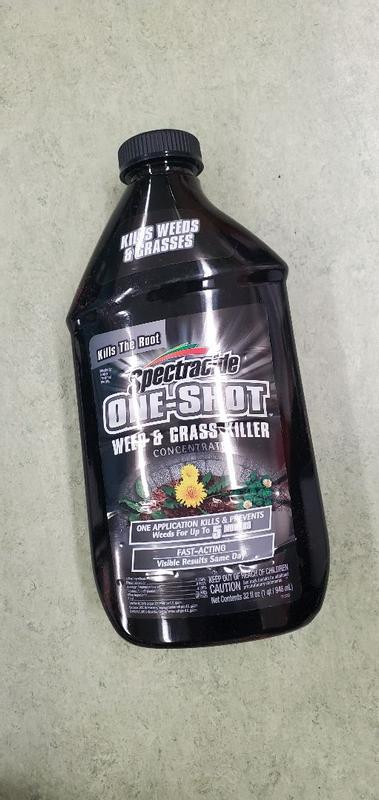 KILLS WEEDS
& GRASSES
Kills The Root
Spectracide
ONE-SHOT
WEED & GRASS KILLER
CONCENTRATE
ONE APPLICATION KILLS & PREVENTS
Weeds For Up To 5 MONTHS
FAST-ACTING
Visible Results Same Day
KEEP OUT OF REACH OF CHILDREN
CAUTION
Net Contents 32 fl oz (1 qt / 946 mL)